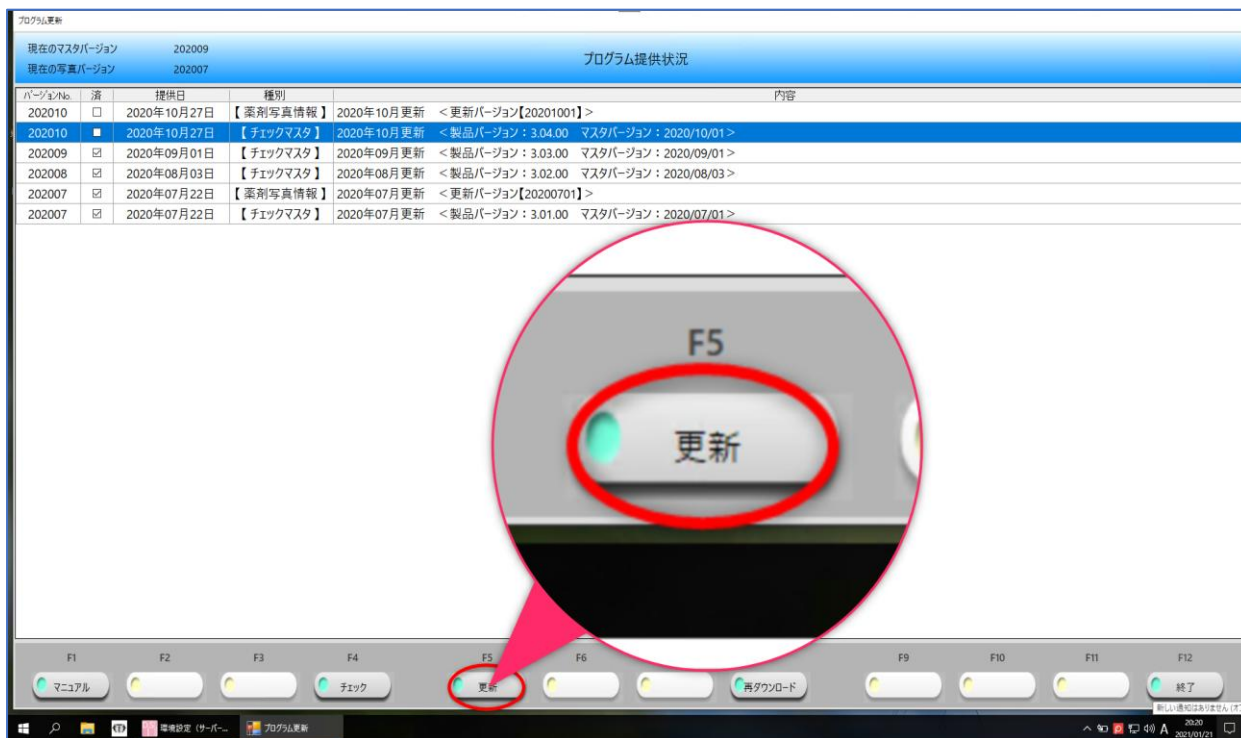 プログラム更新
現在のマスタバージョン 202009
現在の写真バージョン 202007
プログラム提供状況
バージョンNo. 済 提供日 種別 内容
202010 □ 2020年10月27日 【 薬剤写真情報 】 2020年10月更新 <更新バージョン【20201001】>
202010 ■ 2020年10月27日 【 チェックマスタ 】 2020年10月更新 <製品バージョン:3.04.00 マスタバージョン:2020/10/01>
202009 ☑ 2020年09月01日 【 チェックマスタ 】 2020年09月更新 <製品バージョン:3.03.00 マスタバージョン:2020/09/01>
202008 ☑ 2020年08月03日 【 チェックマスタ 】 2020年08月更新 <製品バージョン:3.02.00 マスタバージョン:2020/08/03>
202007 ☑ 2020年07月22日 【 薬剤写真情報 】 2020年07月更新 <更新バージョン【20200701】>
202007 ☑ 2020年07月22日 【 チェックマスタ 】 2020年07月更新 <製品バージョン:3.01.00 マスタバージョン:2020/07/01>
F5
更新
F1 F2 F3 F4 F5 F6 F9 F10 F11 F12
マニュアル チェック 更新 再ダウンロード 終了
新しい通知はありません
環境設定 (サーバー... プログラム更新 A 20:20
2021/01/21